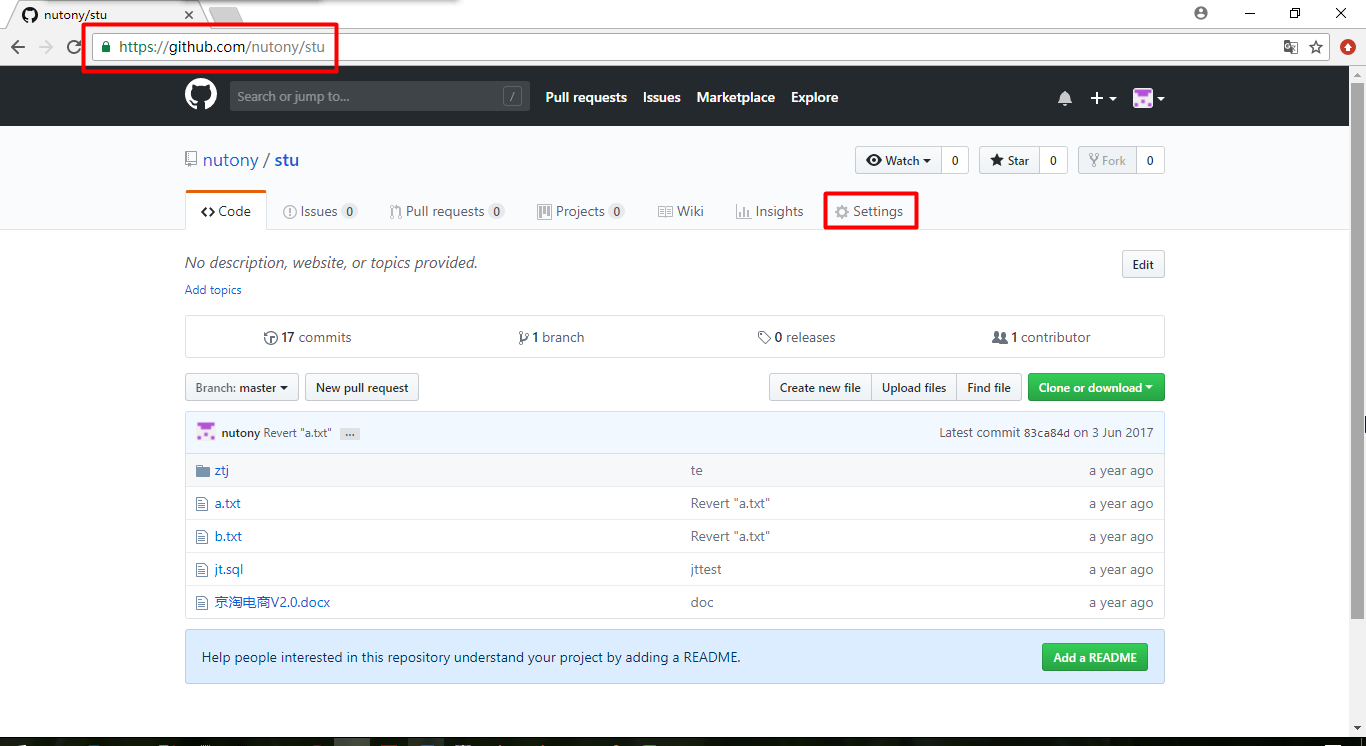 nutony/stu
https://github.com/nutony/stu
Search or jump to... / Pull requests Issues Marketplace Explore
nutony / stu Watch 0 Star 0 Fork 0
Code Issues 0 Pull requests 0 Projects 0 Wiki Insights Settings
No description, website, or topics provided. Edit
Add topics
17 commits 1 branch 0 releases 1 contributor
Branch: master New pull request Create new file Upload files Find file Clone or download
nutony Revert "a.txt" ... Latest commit 83ca84d on 3 Jun 2017
ztj te a year ago
a.txt Revert "a.txt" a year ago
b.txt Revert "a.txt" a year ago
jt.sql jttest a year ago
京淘电商V2.0.docx doc a year ago
Help people interested in this repository understand your project by adding a README. Add a README